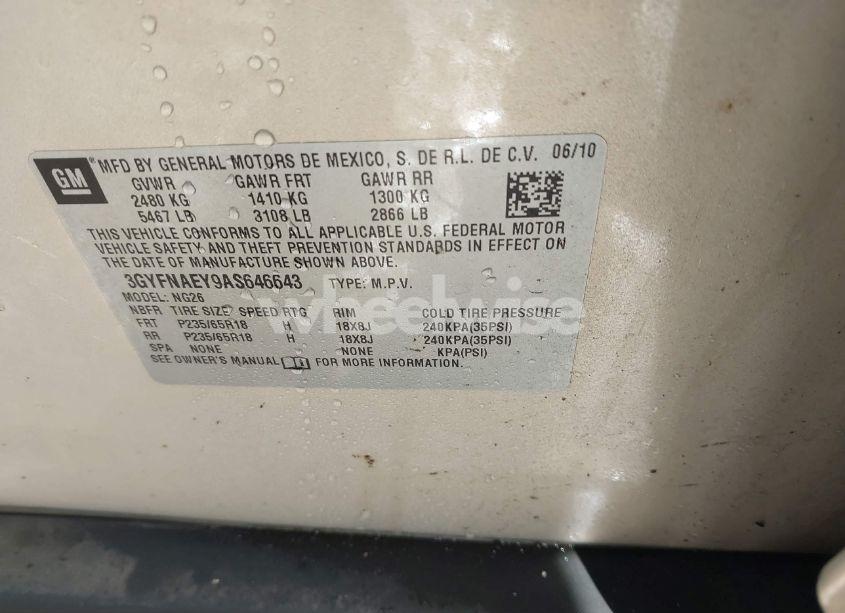 GM
® MFD BY GENERAL MOTORS DE MEXICO, S. DE R.L. DE C.V. 06/10
GVWR GAWR FRT GAWR RR
2480 KG 1410 KG 1300 KG
5467 LB 3108 LB 2866 LB
THIS VEHICLE CONFORMS TO ALL APPLICABLE U.S. FEDERAL MOTOR
VEHICLE SAFETY AND THEFT PREVENTION STANDARDS IN EFFECT ON
THE DATE OF MANUFACTURE SHOWN ABOVE.
3GYFNAEY9AS646643 TYPE: M.P.V.
MODEL: NG26
NBFR TIRE SIZE SPEED RTG RIM COLD TIRE PRESSURE
FRT P235/65R18 H 18X8J 240KPA(35PSI)
RR P235/65R18 H 18X8J 240KPA(35PSI)
SPA NONE NONE KPA(PSI)
SEE OWNER'S MANUAL FOR MORE INFORMATION.
wheelwise